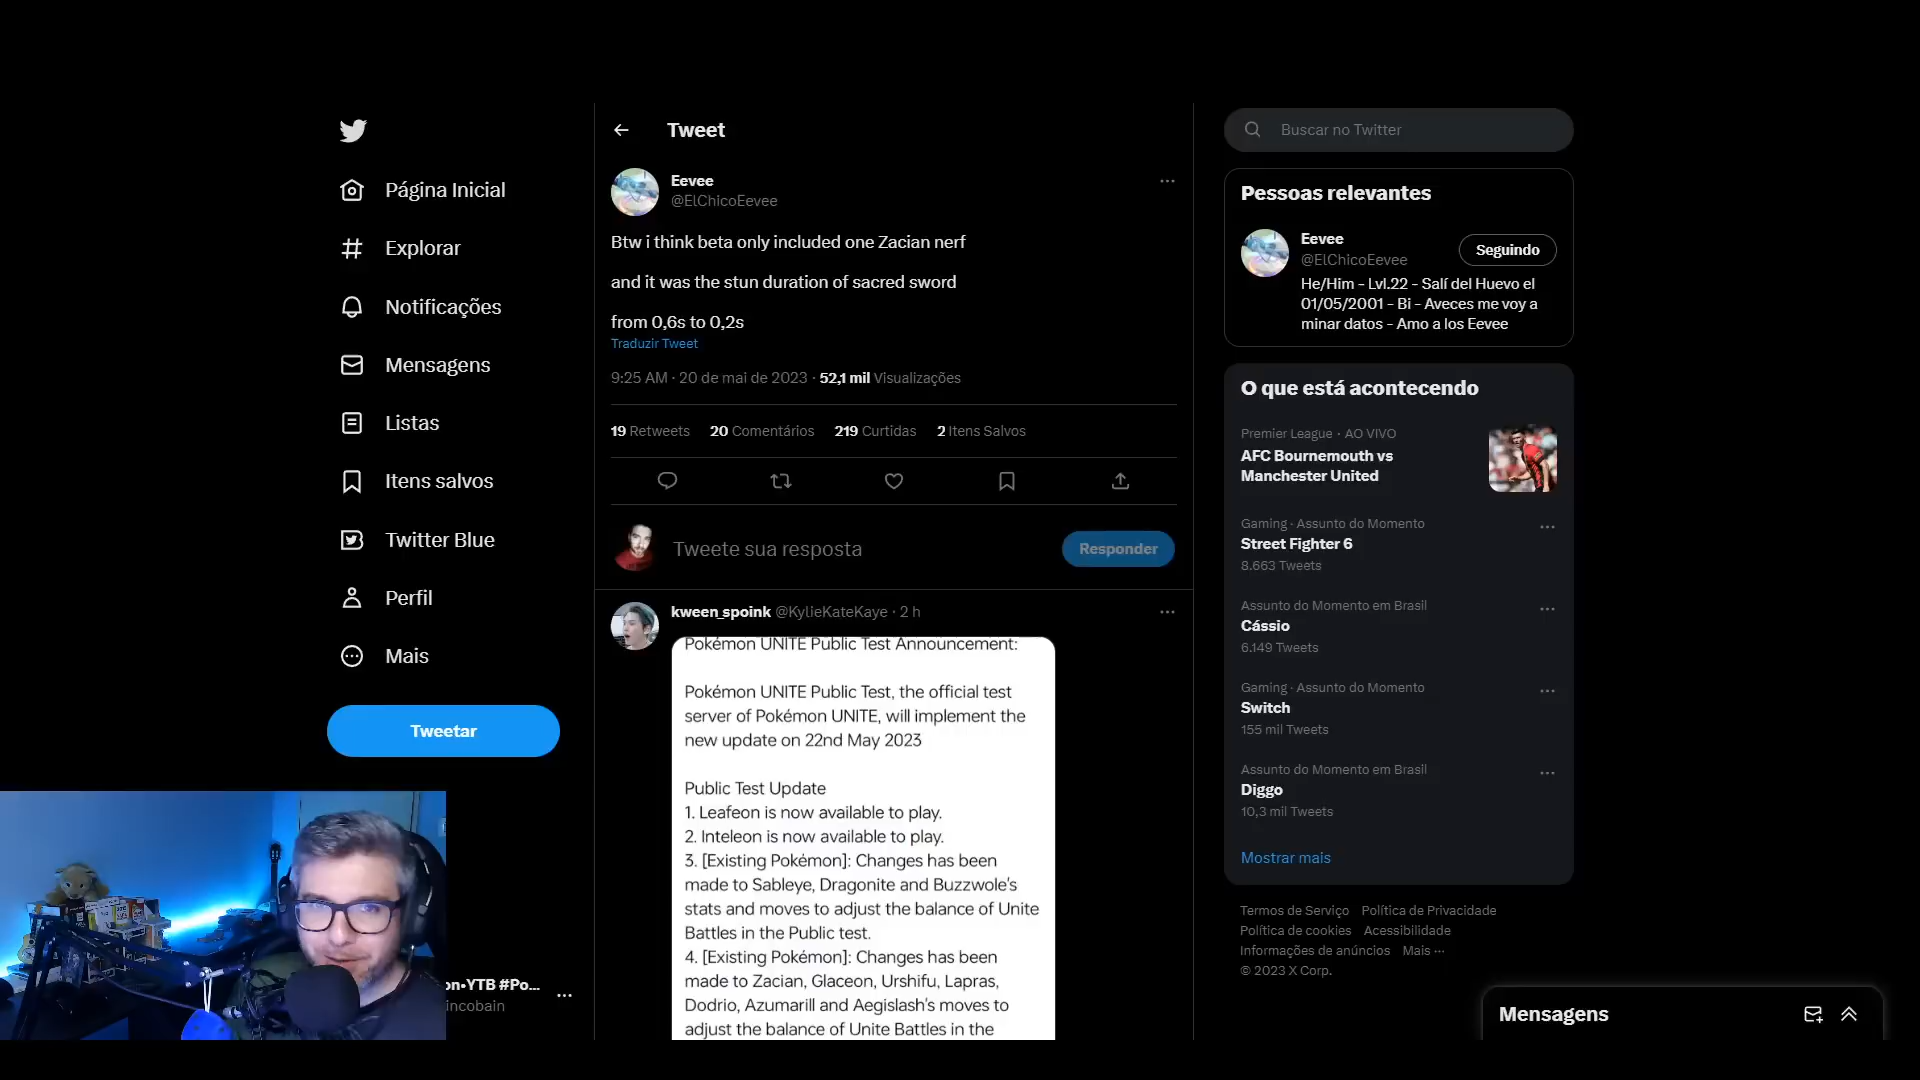 Página Inicial
Explorar
Notificações
Mensagens
Listas
Itens salvos
Twitter Blue
Perfil
Mais
Tweetar
on•YTB #Po...
incobain
Tweet
Eevee
@ElChicoEevee
Btw i think beta only included one Zacian nerf
and it was the stun duration of sacred sword
from 0,6s to 0,2s
Traduzir Tweet
9:25 AM · 20 de mai de 2023 · 52,1 mil Visualizações
19 Retweets 20 Comentários 219 Curtidas 2 Itens Salvos
Tweete sua resposta
Responder
kween_spoink @KylieKateKaye · 2 h
Pokémon UNITE Public Test Announcement:
Pokémon UNITE Public Test, the official test
server of Pokémon UNITE, will implement the
new update on 22nd May 2023
Public Test Update
1. Leafeon is now available to play.
2. Inteleon is now available to play.
3. [Existing Pokémon]: Changes has been
made to Sableye, Dragonite and Buzzwole's
stats and moves to adjust the balance of Unite
Battles in the Public test.
4. [Existing Pokémon]: Changes has been
made to Zacian, Glaceon, Urshifu, Lapras,
Dodrio, Azumarill and Aegislash's moves to
adjust the balance of Unite Battles in the
Buscar no Twitter
Pessoas relevantes
Eevee
@ElChicoEevee
Seguindo
He/Him - Lvl.22 - Salí del Huevo el
01/05/2001 - Bi - Aveces me voy a
minar datos - Amo a los Eevee
O que está acontecendo
Premier League · AO VIVO
AFC Bournemouth vs
Manchester United
Gaming · Assunto do Momento
Street Fighter 6
8.663 Tweets
Assunto do Momento em Brasil
Cássio
6.149 Tweets
Gaming · Assunto do Momento
Switch
155 mil Tweets
Assunto do Momento em Brasil
Diggo
10,3 mil Tweets
Mostrar mais
Termos de Serviço Política de Privacidade
Política de cookies Acessibilidade
Informações de anúncios Mais ···
© 2023 X Corp.
Mensagens